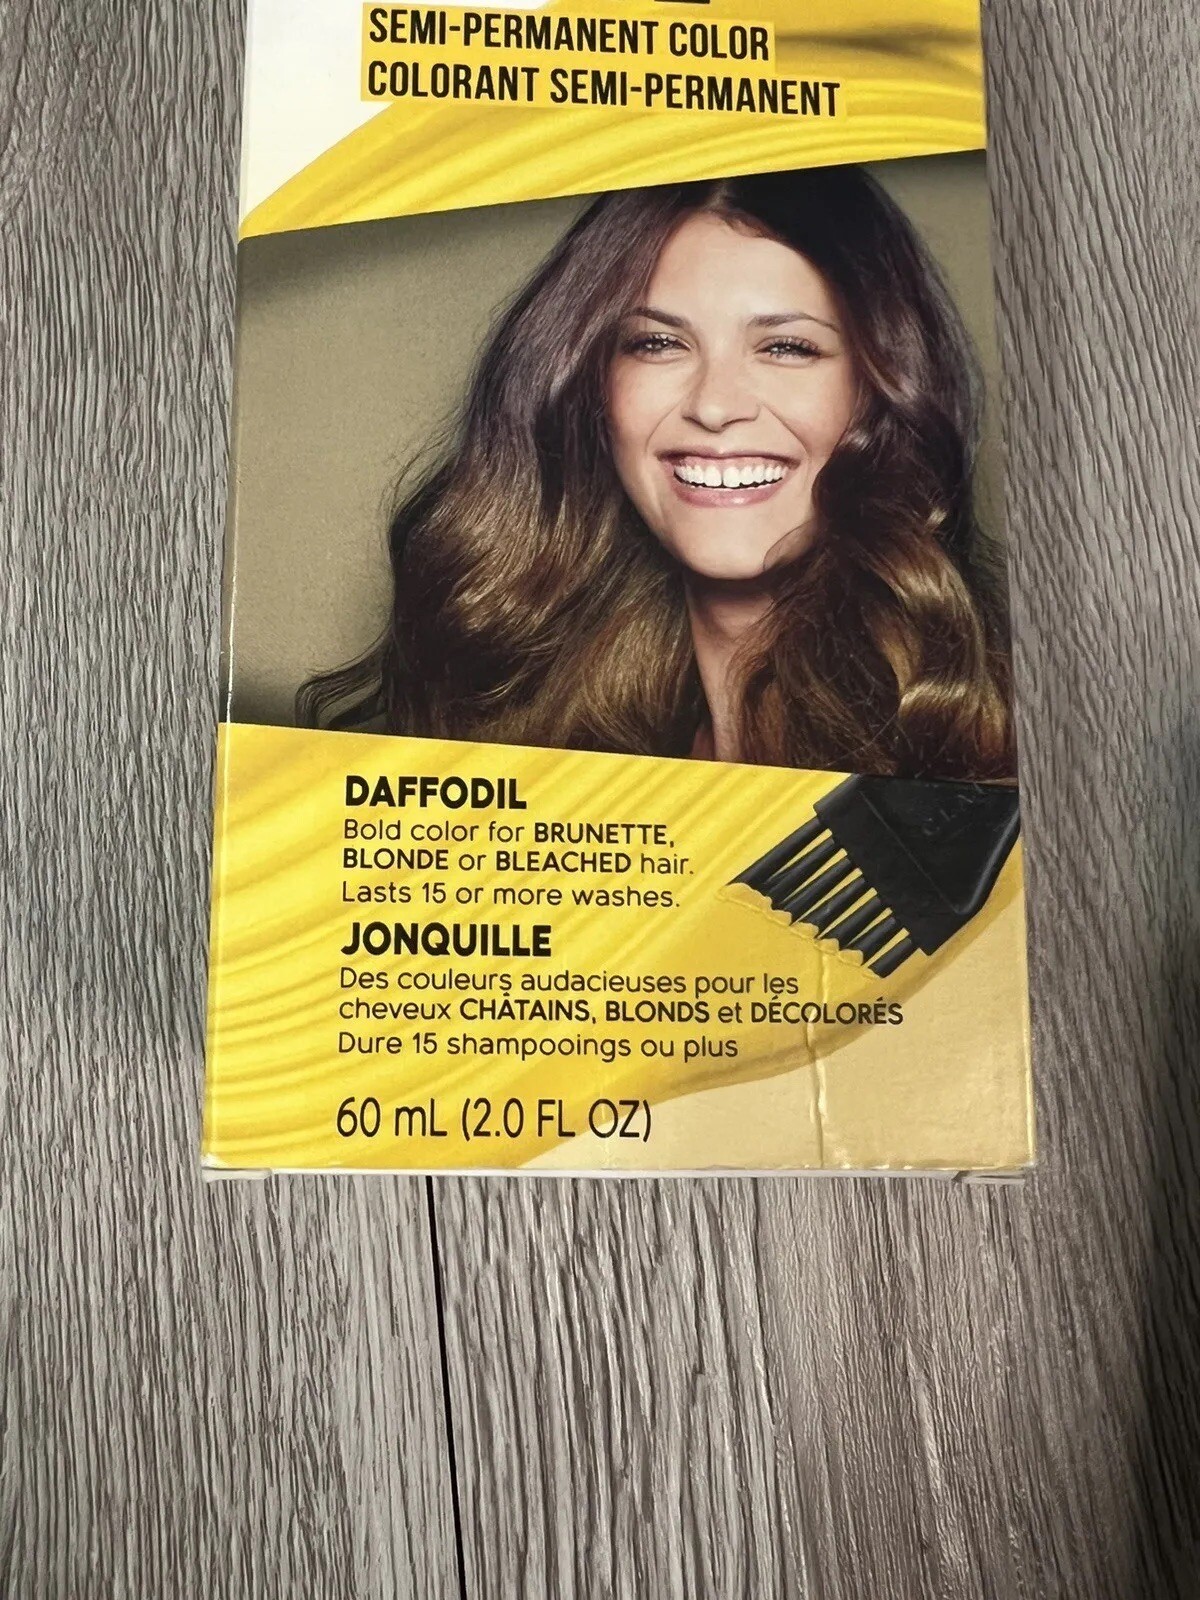 SEMI-PERMANENT COLOR
COLORANT SEMI-PERMANENT
DAFFODIL
Bold color for BRUNETTE,
BLONDE or BLEACHED hair.
Lasts 15 or more washes.
JONQUILLE
Des couleurs audacieuses pour les
cheveux CHÂTAINS, BLONDS et DÉCOLORÉS
Dure 15 shampooings ou plus
60 mL (2.0 FL OZ)